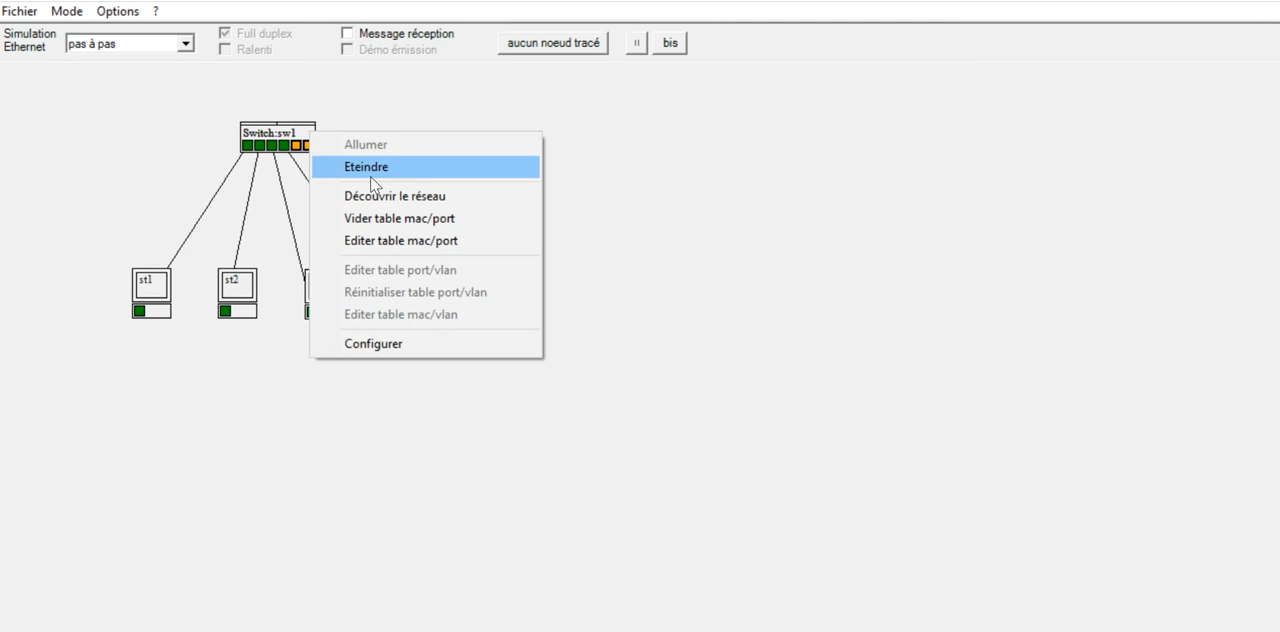 Fichier Mode Options ?
Simulation
Ethernet
pas à pas
Full duplex
Ralenti
Message réception
Démo émission
aucun noeud tracé
II
bis
Switch:sw1
Allumer
Eteindre
Découvrir le réseau
Vider table mac/port
Editer table mac/port
Editer table port/vlan
Réinitialiser table port/vlan
Editer table mac/vlan
Configurer
st1
st2